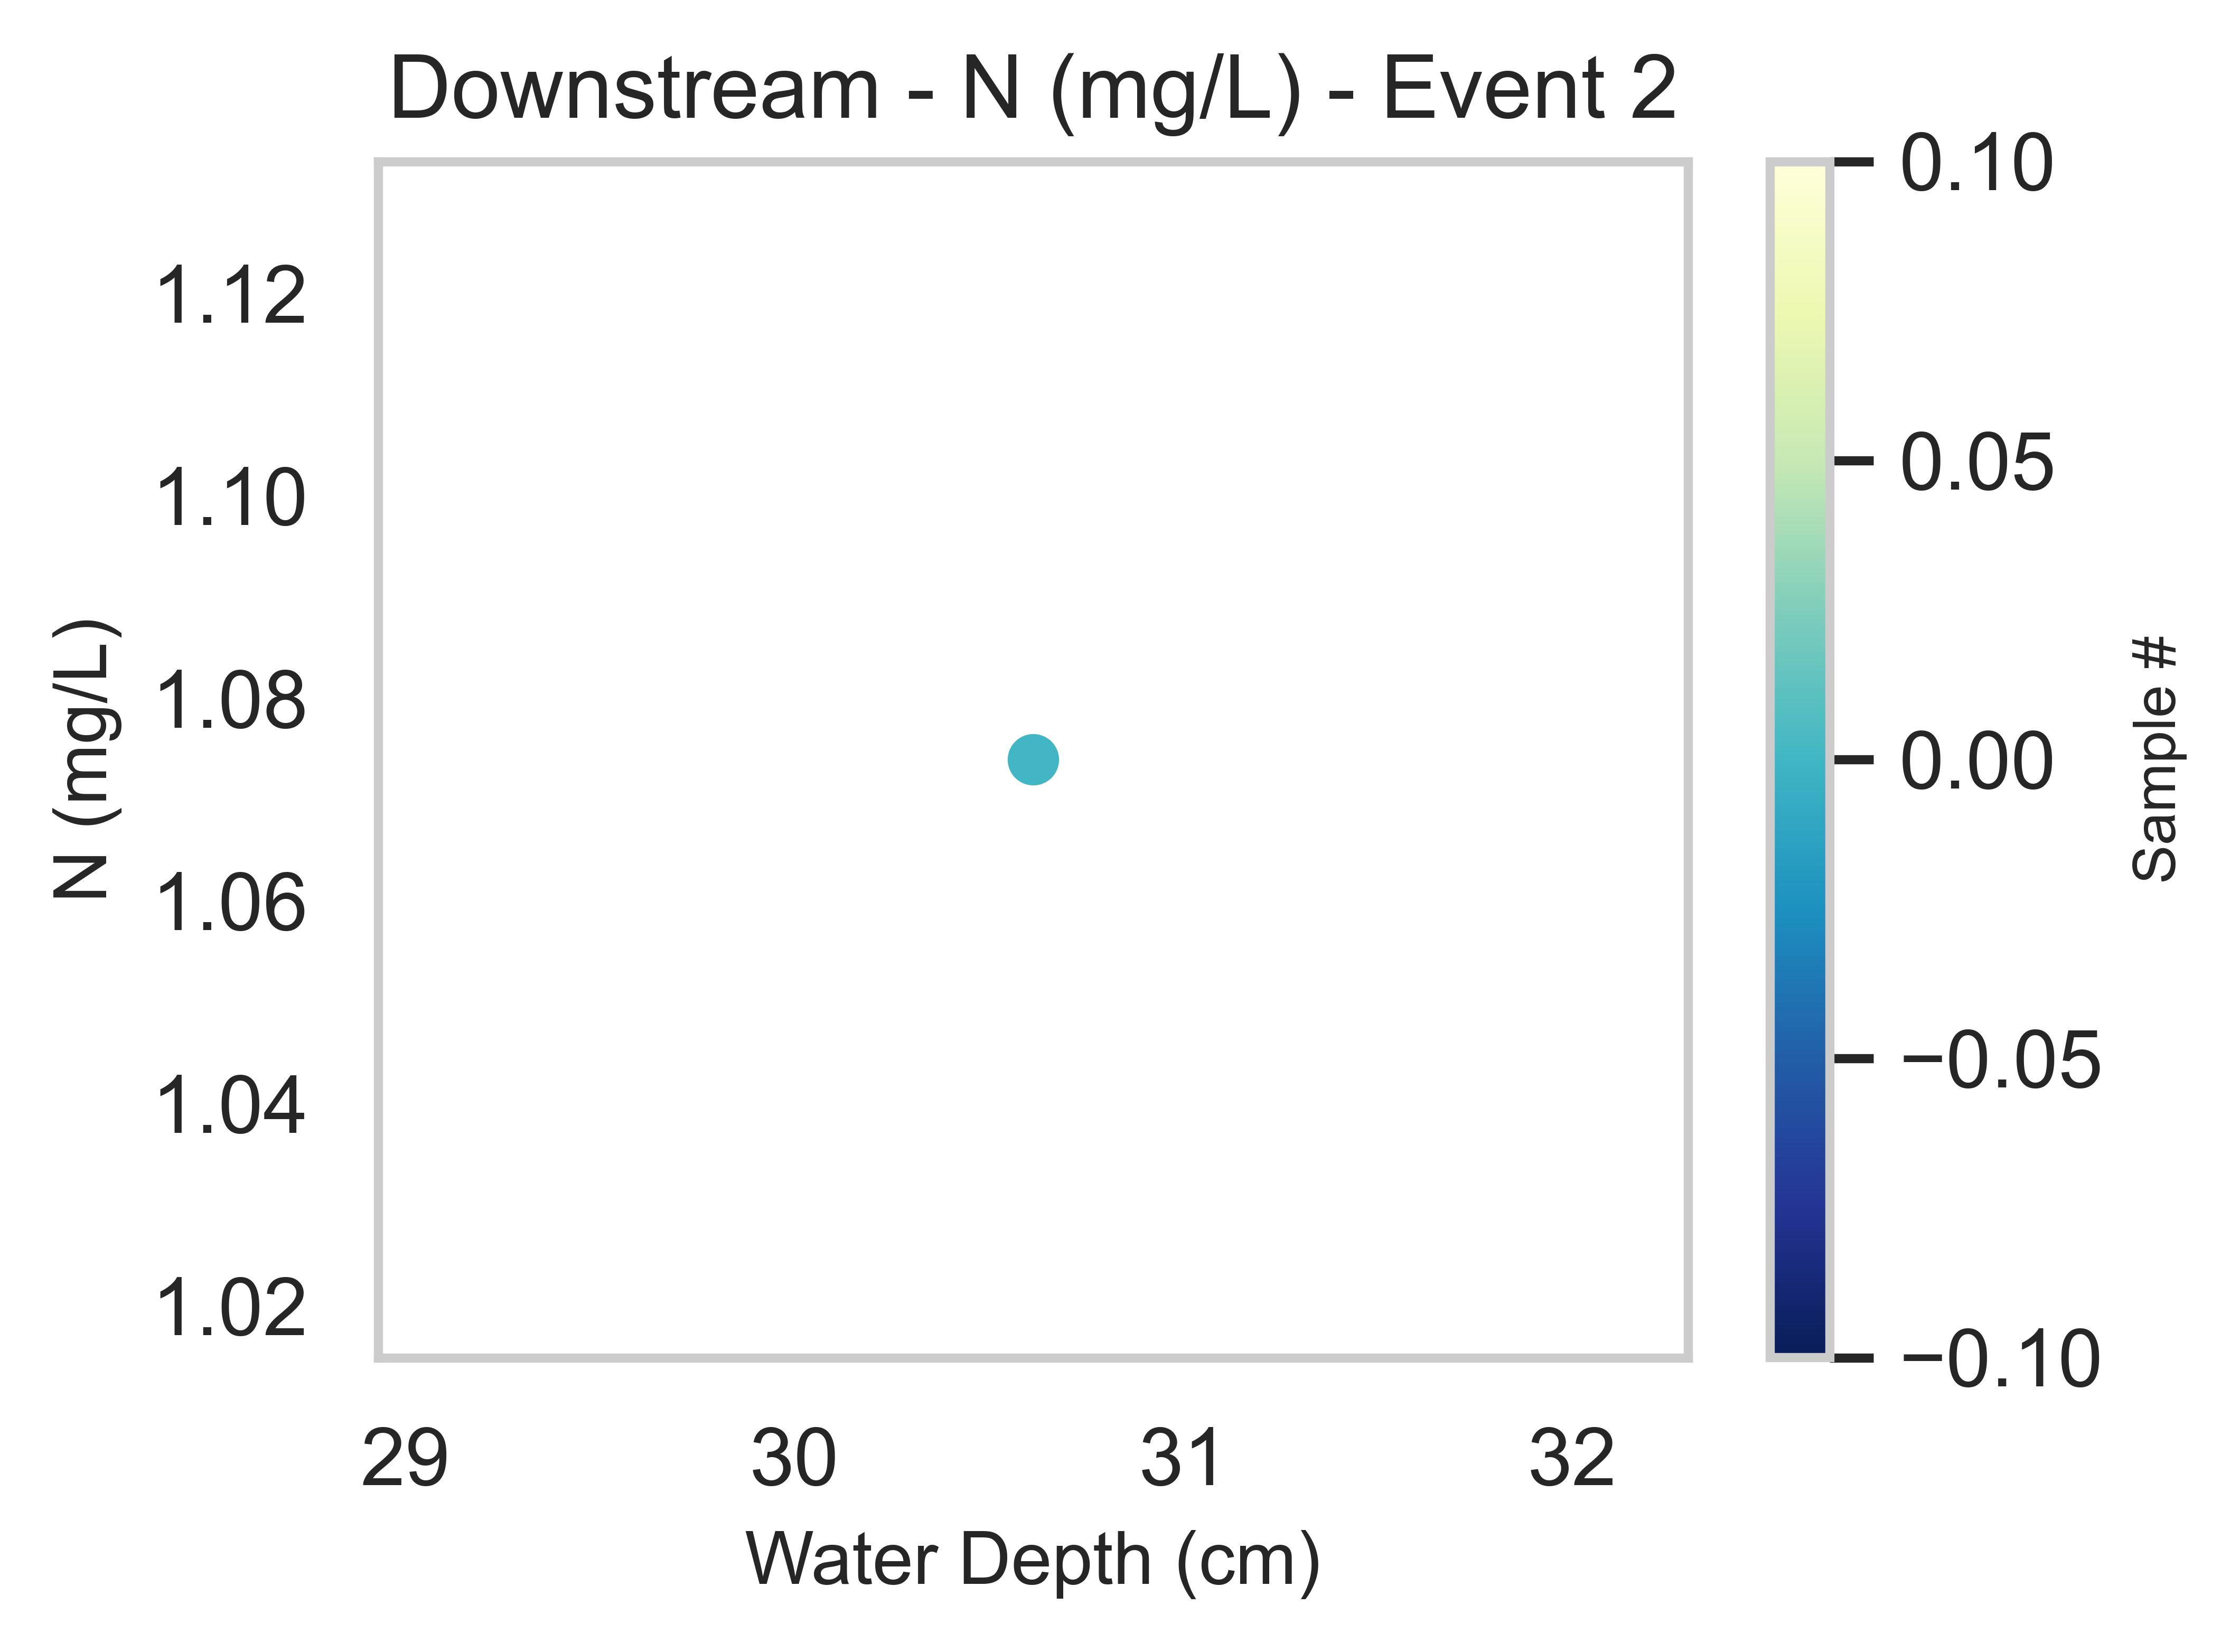 Downstream - N (mg/L) - Event 2
N (mg/L)
1.12
1.10
1.08
1.06
1.04
1.02
29 30 31 32
Water Depth (cm)
0.10
0.05
0.00
−0.05
−0.10
Sample #